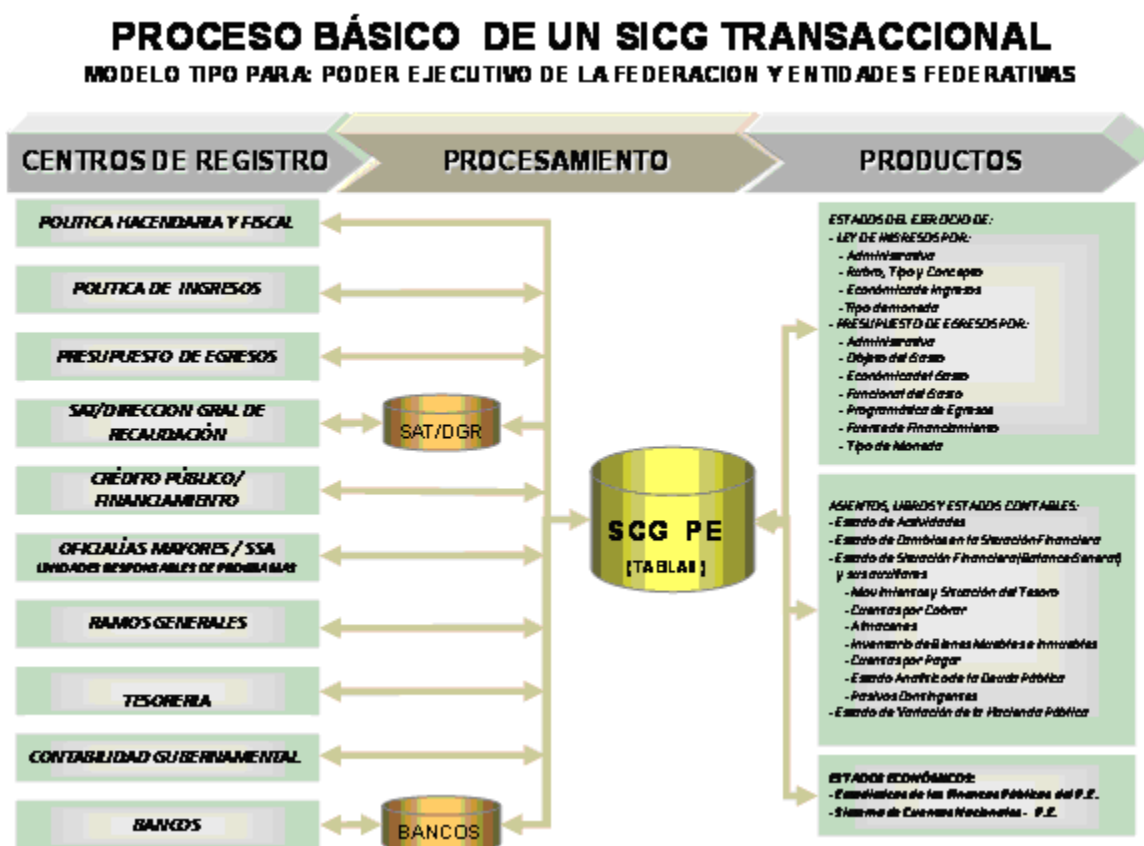 PROCESO BÁSICO DE UN SICG TRANSACCIONAL
MODELO TIPO PARA: PODER EJECUTIVO DE LA FEDERACION Y ENTIDADES FEDERATIVAS
CENTROS DE REGISTRO
PROCESAMIENTO
PRODUCTOS
POLITICA HACENDARIA Y FISCAL
POLITICA DE INGRESOS
PRESUPUESTO DE EGRESOS
SAT/DIRECCION GRAL DE
RECAUDACIÓN
CRÉDITO PÚBLICO/
FINANCIAMIENTO
OFICIALÍAS MAYORES / SSA
UNIDADES RESPONSABLES DE PROGRAMAS
RAMOS GENERALES
TESORERIA
CONTABILIDAD GUBERNAMENTAL
BANCOS
SAT/DGR
BANCOS
SCG PE
(TABLAS)
ESTADOS DEL EJERCICIO DE:
- LEY DE INGRESOS POR:
- Administrativa
- Rubro, Tipo y Concepto
- Económica de Ingresos
- Tipo de moneda
- PRESUPUESTO DE EGRESOS POR:
- Administrativa
- Objeto del Gasto
- Económica del Gasto
- Funcional del Gasto
- Programática de Egresos
- Fuente de Financiamiento
- Tipo de Moneda
ASIENTOS, LIBROS Y ESTADOS CONTABLES:
- Estado de Actividades
- Estado de Cambios en la Situación Financiera
- Estado de Situación Financiera (Balance General)
y sus auxiliares
- Movimientos y Situación del Tesoro
- Cuentas por Cobrar
- Almacenes
- Inventario de Bienes Muebles e Inmuebles
- Cuentas por Pagar
- Estado Analítico de la Deuda Pública
- Pasivos Contingentes
- Estado de Variación de la Hacienda Pública
ESTADOS ECONÓMICOS:
- Estadísticas de las Finanzas Públicas del P.E.
- Sistema de Cuentas Nacionales - P.E.